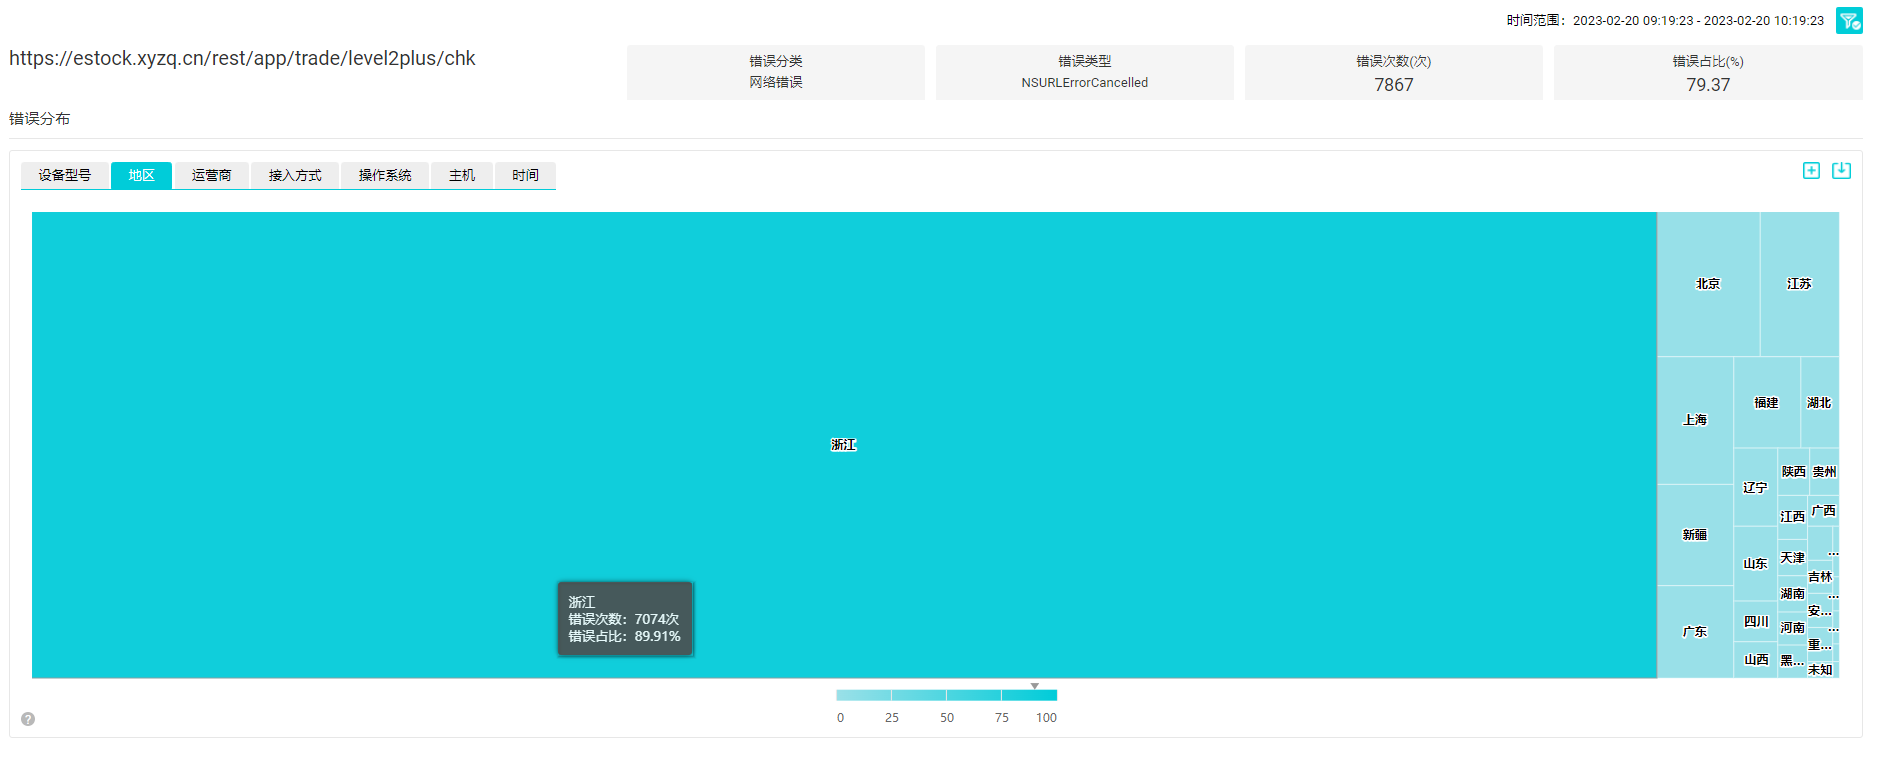 时间范围：2023-02-20 09:19:23 - 2023-02-20 10:19:23
https://estock.xyzq.cn/rest/app/trade/level2plus/chk
错误分类
网络错误
错误类型
NSURLErrorCancelled
错误次数(次)
7867
错误占比(%)
79.37
错误分布
设备型号 地区 运营商 接入方式 操作系统 主机 时间
浙江
北京
江苏
上海
福建
湖北
新疆
广东
辽宁
陕西
贵州
江西
广西
山东
天津
...
吉林
湖南
...
安...
四川
河南
...
重...
山西
黑...
未知
浙江
错误次数：7074次
错误占比：89.91%
0 25 50 75 100
?